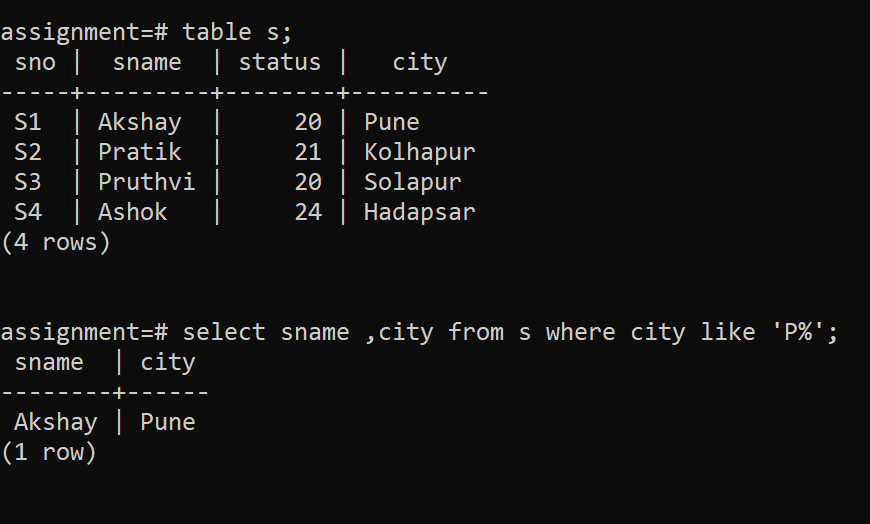 assignment=# table s;
 sno |  sname  | status |   city
-----+---------+--------+----------
 S1  | Akshay  |     20 | Pune
 S2  | Pratik  |     21 | Kolhapur
 S3  | Pruthvi |     20 | Solapur
 S4  | Ashok   |     24 | Hadapsar
(4 rows)
assignment=# select sname ,city from s where city like 'P%';
 sname  | city
--------+------
 Akshay | Pune
(1 row)